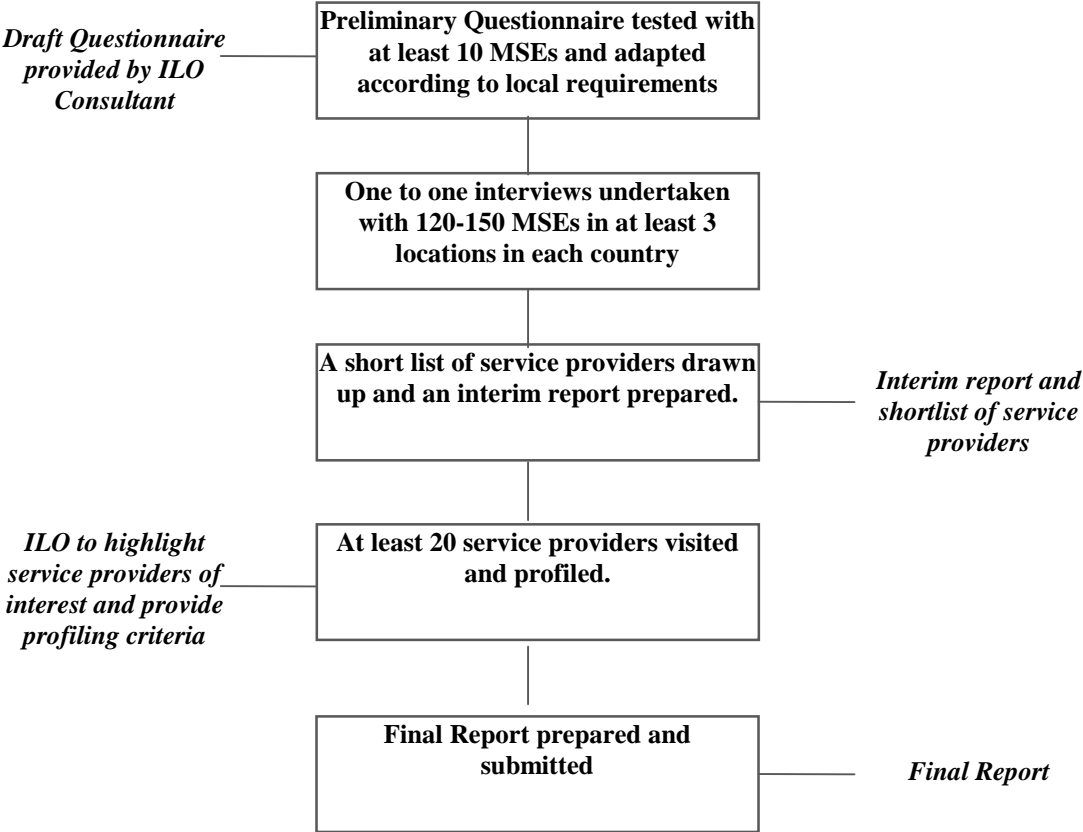 Draft Questionnaire
provided by ILO
Consultant
Preliminary Questionnaire tested with
at least 10 MSEs and adapted
according to local requirements
One to one interviews undertaken
with 120-150 MSEs in at least 3
locations in each country
A short list of service providers drawn
up and an interim report prepared.
Interim report and
shortlist of service
providers
ILO to highlight
service providers of
interest and provide
profiling criteria
At least 20 service providers visited
and profiled.
Final Report prepared and
submitted
Final Report